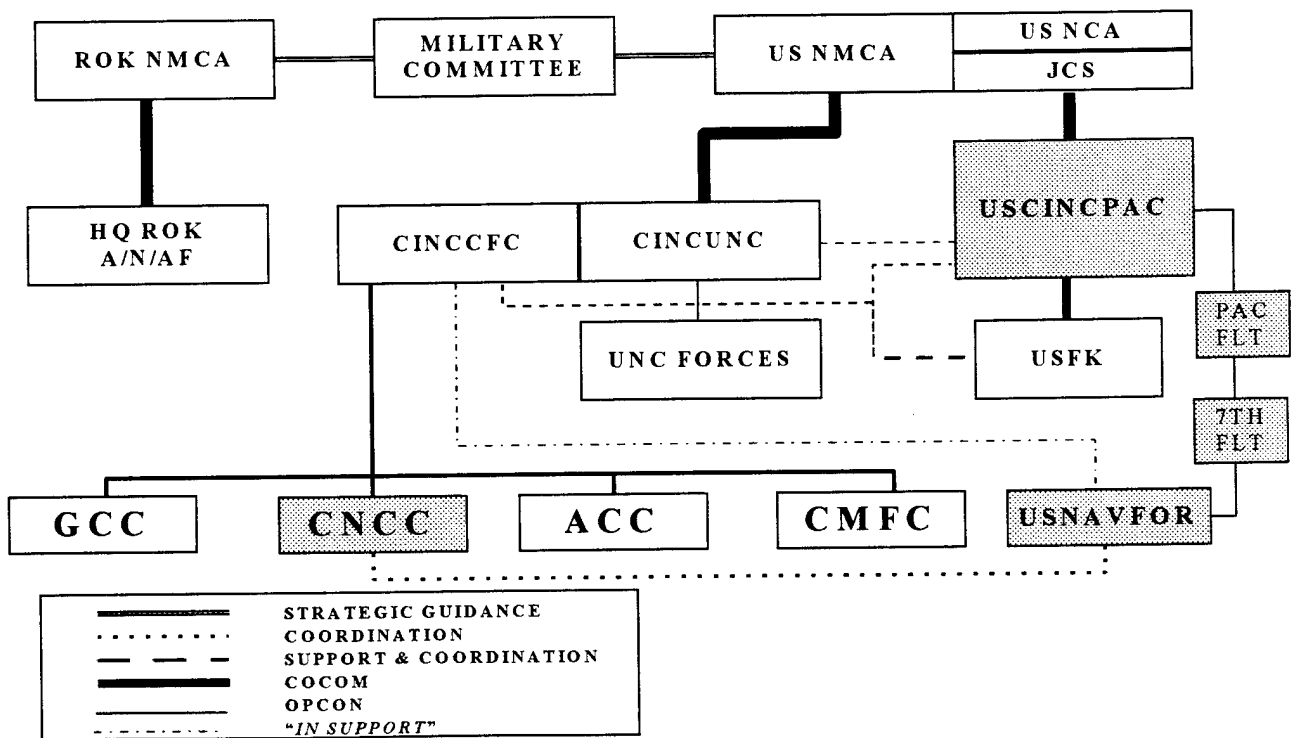 ROK NMCA
MILITARY
COMMITTEE
US NMCA
US NCA
JCS
HQ ROK
A/N/AF
CINCCFC
CINCUNC
USCINCPAC
UNC FORCES
USFK
PAC
FLT
7TH
FLT
GCC
CNCC
ACC
CMFC
USNAVFOR
STRATEGIC GUIDANCE
COORDINATION
SUPPORT & COORDINATION
COCOM
OPCON
"IN SUPPORT"